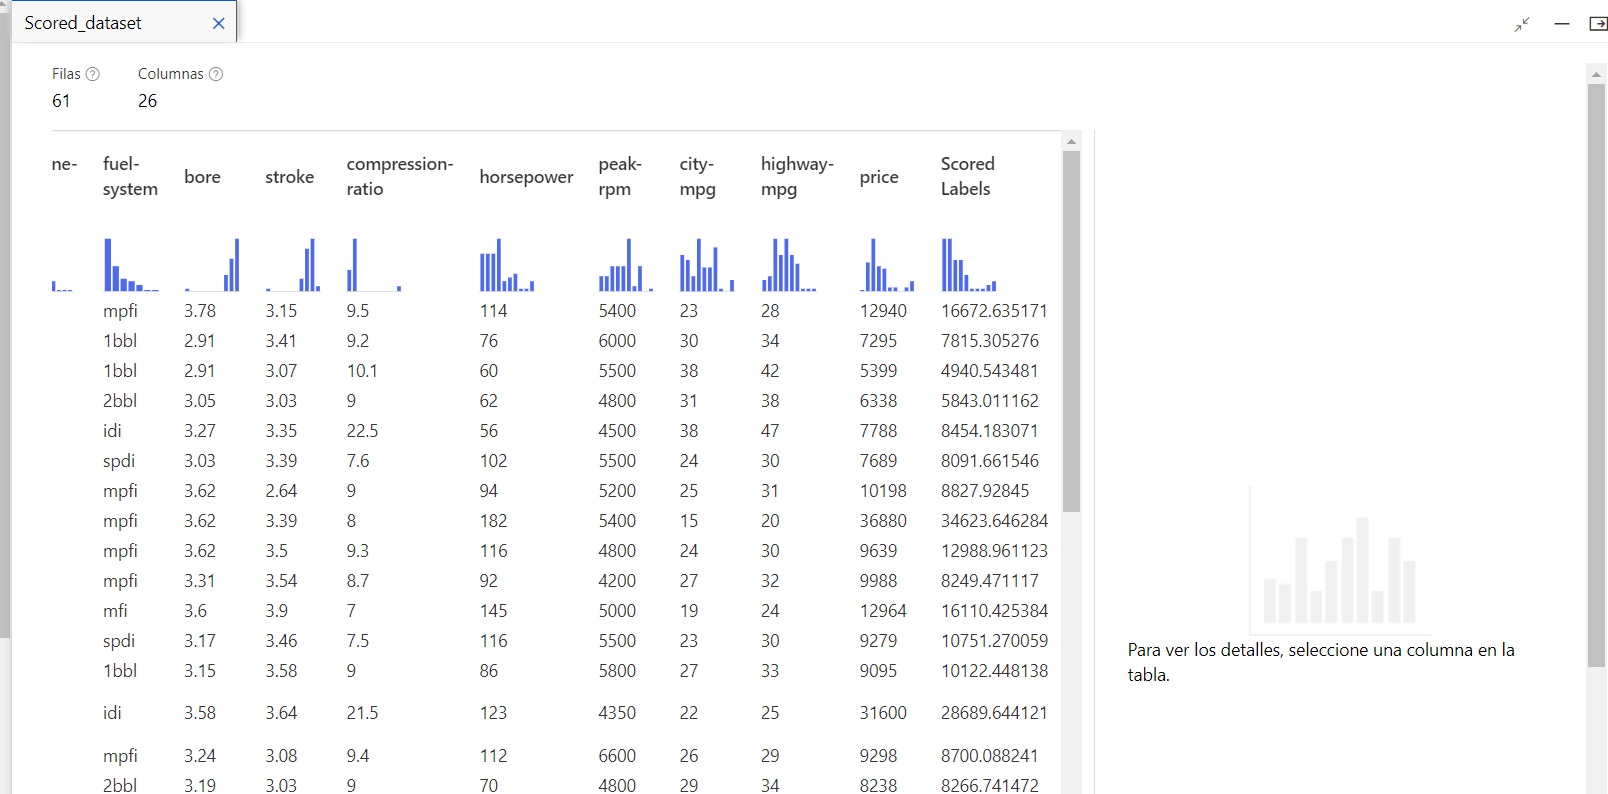 Scored_dataset
Filas Columnas
61 26
ne- fuel-system bore stroke compression-ratio horsepower peak-rpm city-mpg highway-mpg price Scored Labels
mpfi 3.78 3.15 9.5 114 5400 23 28 12940 16672.635171
1bbl 2.91 3.41 9.2 76 6000 30 34 7295 7815.305276
1bbl 2.91 3.07 10.1 60 5500 38 42 5399 4940.543481
2bbl 3.05 3.03 9 62 4800 31 38 6338 5843.011162
idi 3.27 3.35 22.5 56 4500 38 47 7788 8454.183071
spdi 3.03 3.39 7.6 102 5500 24 30 7689 8091.661546
mpfi 3.62 2.64 9 94 5200 25 31 10198 8827.92845
mpfi 3.62 3.39 8 182 5400 15 20 36880 34623.646284
mpfi 3.62 3.5 9.3 116 4800 24 30 9639 12988.961123
mpfi 3.31 3.54 8.7 92 4200 27 32 9988 8249.471117
mfi 3.6 3.9 7 145 5000 19 24 12964 16110.425384
spdi 3.17 3.46 7.5 116 5500 23 30 9279 10751.270059
1bbl 3.15 3.58 9 86 5800 27 33 9095 10122.448138
idi 3.58 3.64 21.5 123 4350 22 25 31600 28689.644121
mpfi 3.24 3.08 9.4 112 6600 26 29 9298 8700.088241
2bbl 3.19 3.03 9 70 4800 29 34 8238 8266.741472
Para ver los detalles, seleccione una columna en la
tabla.